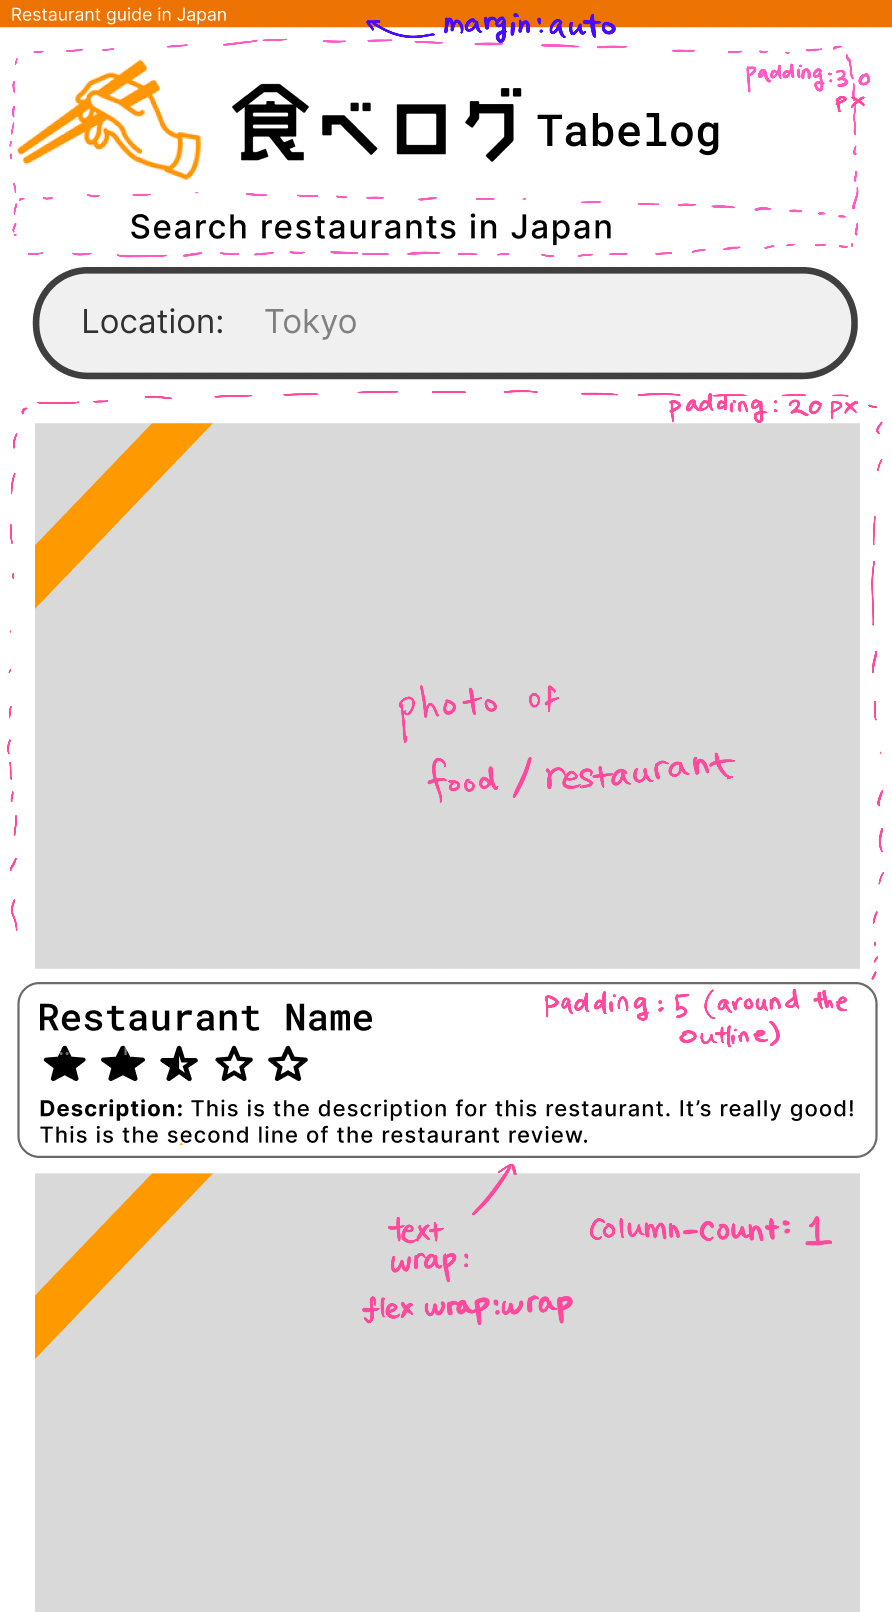 Restaurant guide in Japan
margin: auto
padding: 30
px
食べログ Tabelog
Search restaurants in Japan
Location: Tokyo
padding: 20 px
photo of
food / restaurant
Restaurant Name
padding: 5 (around the
outline)
Description: This is the description for this restaurant. It’s really good!
This is the second line of the restaurant review.
text
wrap:
flex wrap:wrap
Column-count: 1